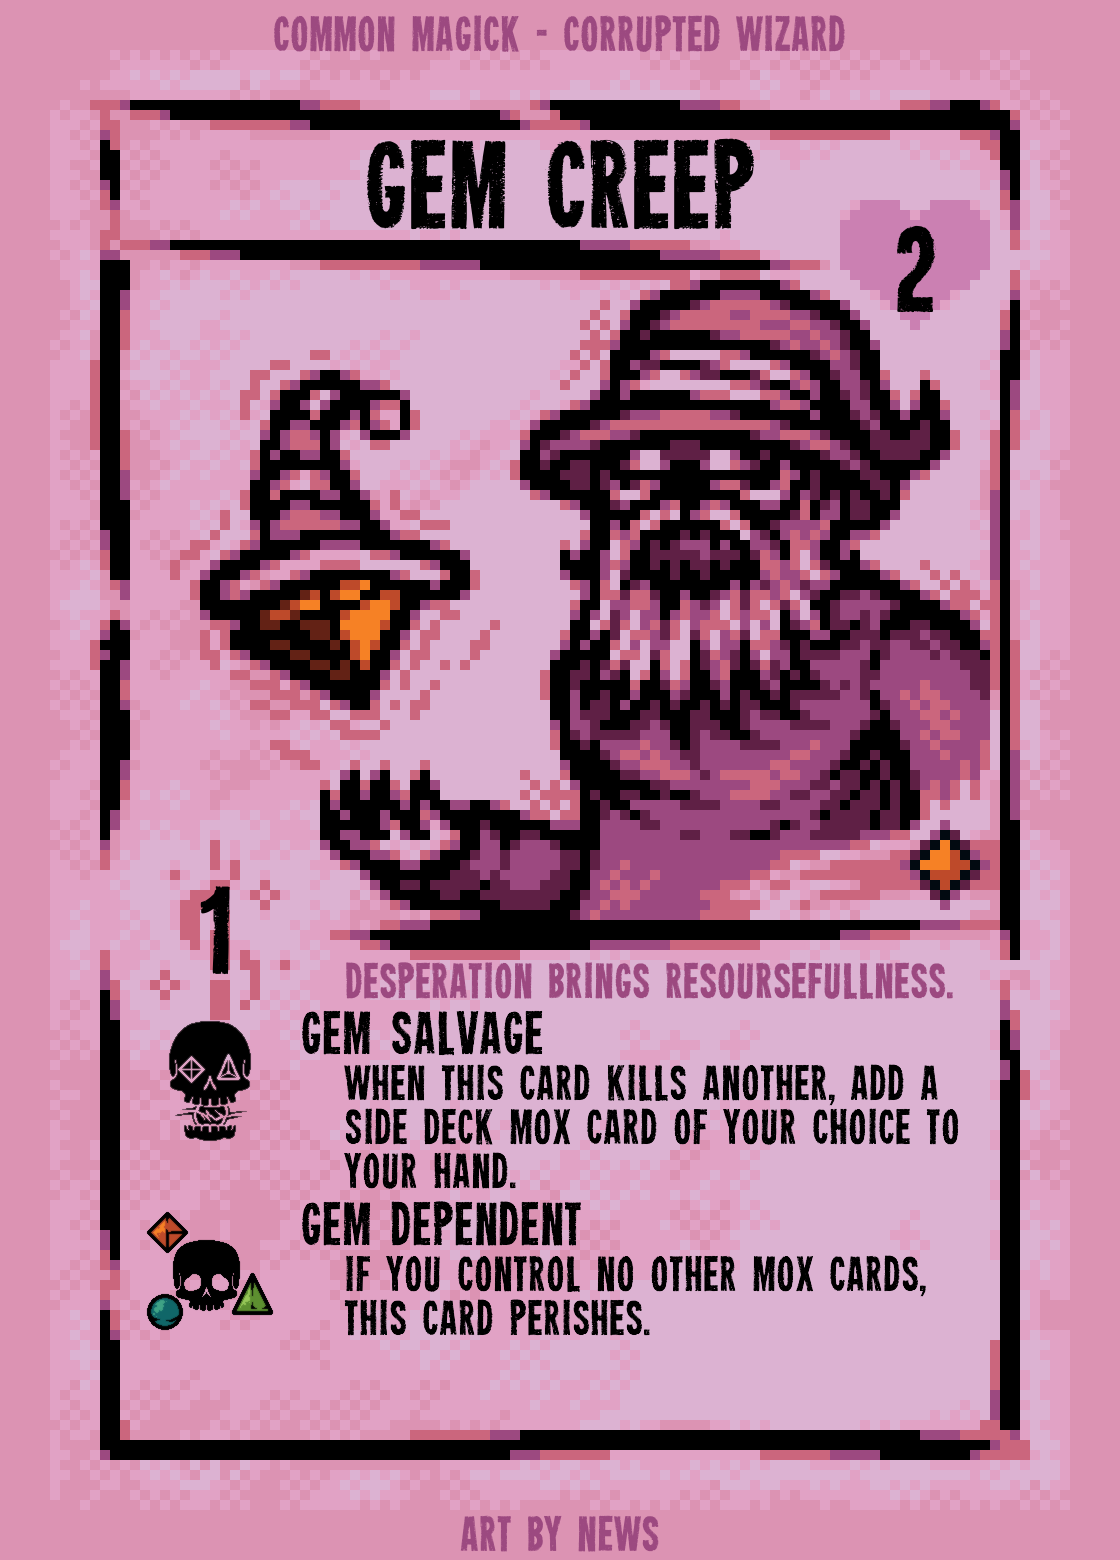 COMMON MAGICK - CORRUPTED WIZARD
GEM CREEP
2
1
DESPERATION BRINGS RESOURSEFULLNESS.
GEM SALVAGE
WHEN THIS CARD KILLS ANOTHER, ADD A
SIDE DECK MOX CARD OF YOUR CHOICE TO
YOUR HAND.
GEM DEPENDENT
IF YOU CONTROL NO OTHER MOX CARDS,
THIS CARD PERISHES.
ART BY NEWS